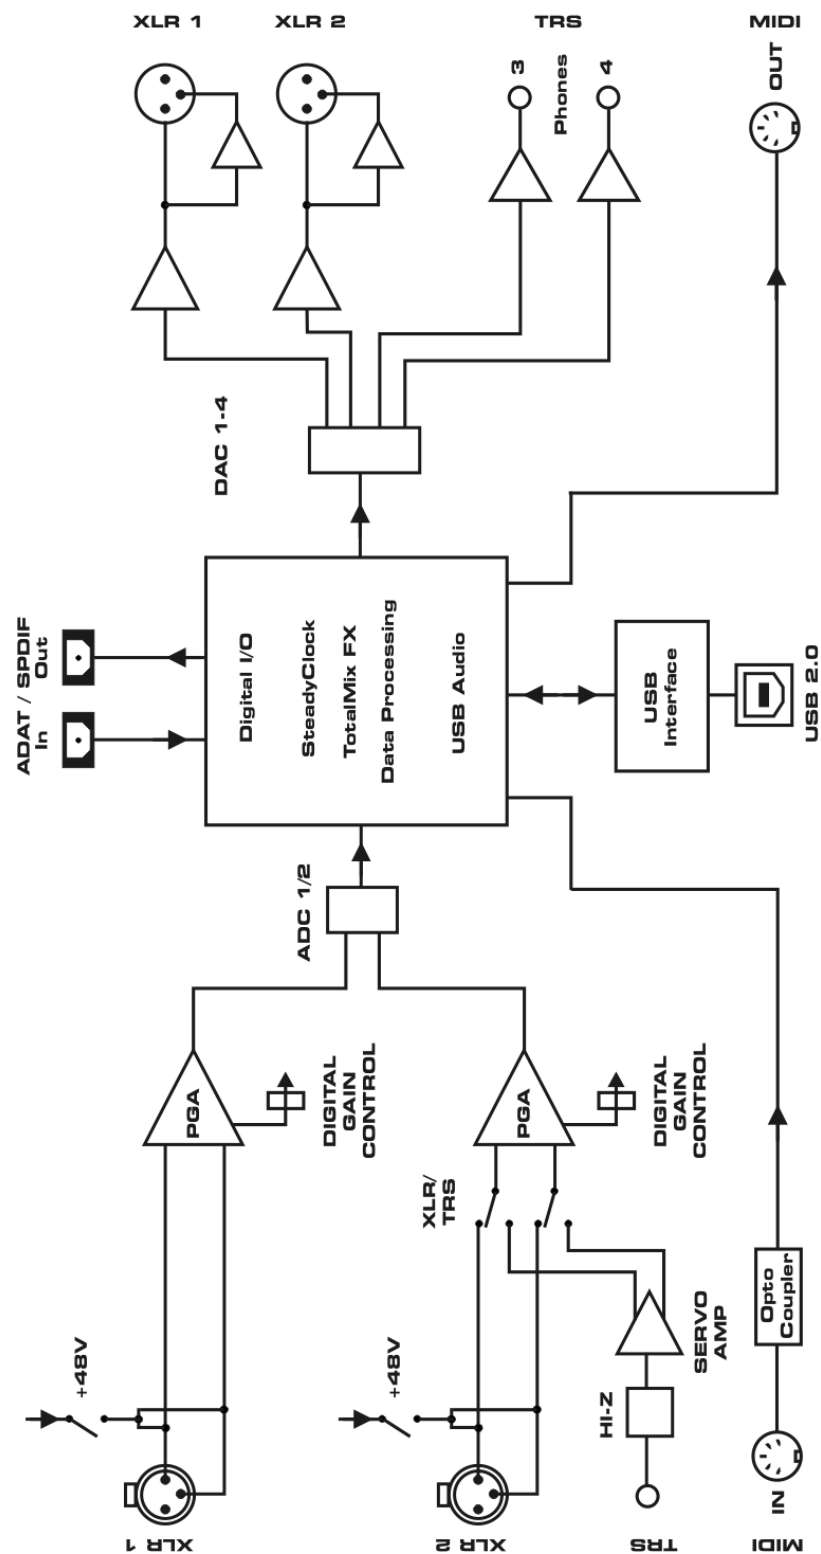 XLR 1
XLR 2
TRS
MIDI
3
Phones
4
OUT
DAC 1-4
ADAT / SPDIF
Out
In
Digital I/O
SteadyClock
TotalMix FX
Data Processing
USB Audio
USB
Interface
USB 2.0
ADC 1/2
PGA
DIGITAL
GAIN
CONTROL
PGA
DIGITAL
GAIN
CONTROL
XLR/
TRS
+48V
+48V
HI-Z
SERVO
AMP
Opto
Coupler
IN
XLR 1
XLR 2
TRS
MIDI